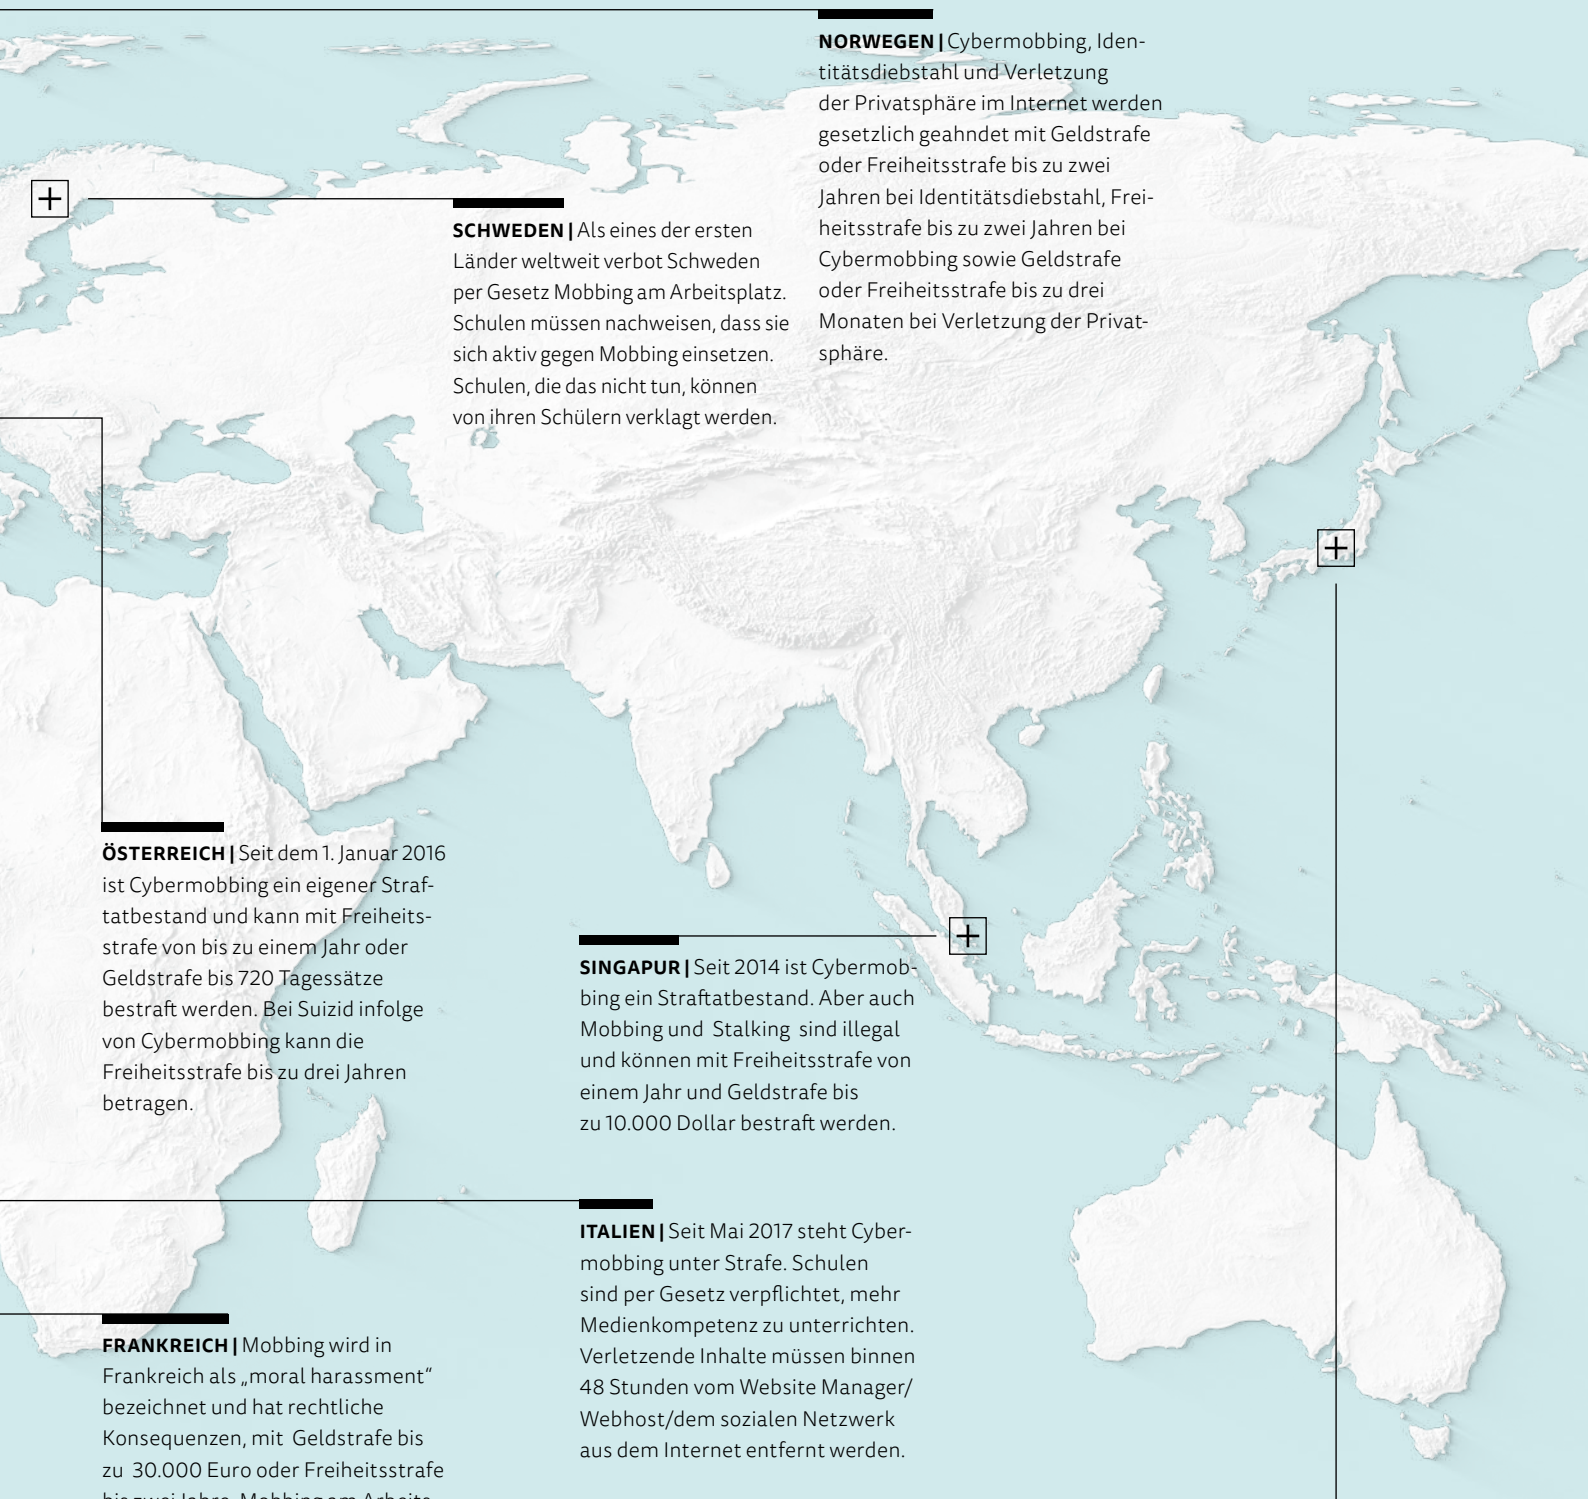 NORWEGEN | Cybermobbing, Iden-
titätsdiebstahl und Verletzung
der Privatsphäre im Internet werden
gesetzlich geahndet mit Geldstrafe
oder Freiheitsstrafe bis zu zwei
Jahren bei Identitätsdiebstahl, Frei-
heitsstrafe bis zu zwei Jahren bei
Cybermobbing sowie Geldstrafe
oder Freiheitsstrafe bis zu drei
Monaten bei Verletzung der Privat-
sphäre.
SCHWEDEN | Als eines der ersten
Länder weltweit verbot Schweden
per Gesetz Mobbing am Arbeitsplatz.
Schulen müssen nachweisen, dass sie
sich aktiv gegen Mobbing einsetzen.
Schulen, die das nicht tun, können
von ihren Schülern verklagt werden.
ÖSTERREICH | Seit dem 1. Januar 2016
ist Cybermobbing ein eigener Straf-
tatbestand und kann mit Freiheits-
strafe von bis zu einem Jahr oder
Geldstrafe bis 720 Tagessätze
bestraft werden. Bei Suizid infolge
von Cybermobbing kann die
Freiheitsstrafe bis zu drei Jahren
betragen.
SINGAPUR | Seit 2014 ist Cybermob-
bing ein Straftatbestand. Aber auch
Mobbing und Stalking sind illegal
und können mit Freiheitsstrafe von
einem Jahr und Geldstrafe bis
zu 10.000 Dollar bestraft werden.
ITALIEN | Seit Mai 2017 steht Cyber-
mobbing unter Strafe. Schulen
sind per Gesetz verpflichtet, mehr
Medienkompetenz zu unterrichten.
Verletzende Inhalte müssen binnen
48 Stunden vom Website Manager/
Webhost/dem sozialen Netzwerk
aus dem Internet entfernt werden.
FRANKREICH | Mobbing wird in
Frankreich als „moral harassment“
bezeichnet und hat rechtliche
Konsequenzen, mit Geldstrafe bis
zu 30.000 Euro oder Freiheitsstrafe
bis zwei Jahre. Mobbing am Arbeits-